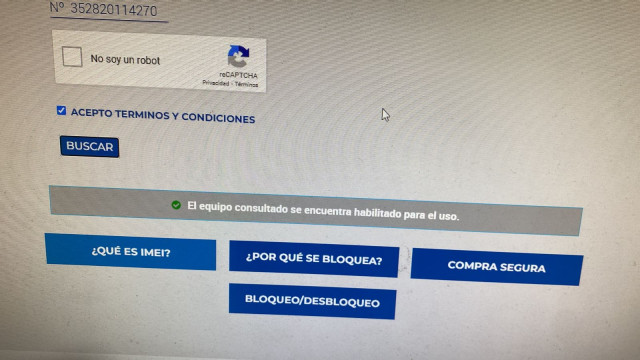 Nº 352820114270
No soy un robot
reCAPTCHA
Privacidad - Términos
ACEPTO TERMINOS Y CONDICIONES
BUSCAR
El equipo consultado se encuentra habilitado para el uso.
¿QUÉ ES IMEI?
¿POR QUÉ SE BLOQUEA?
COMPRA SEGURA
BLOQUEO/DESBLOQUEO